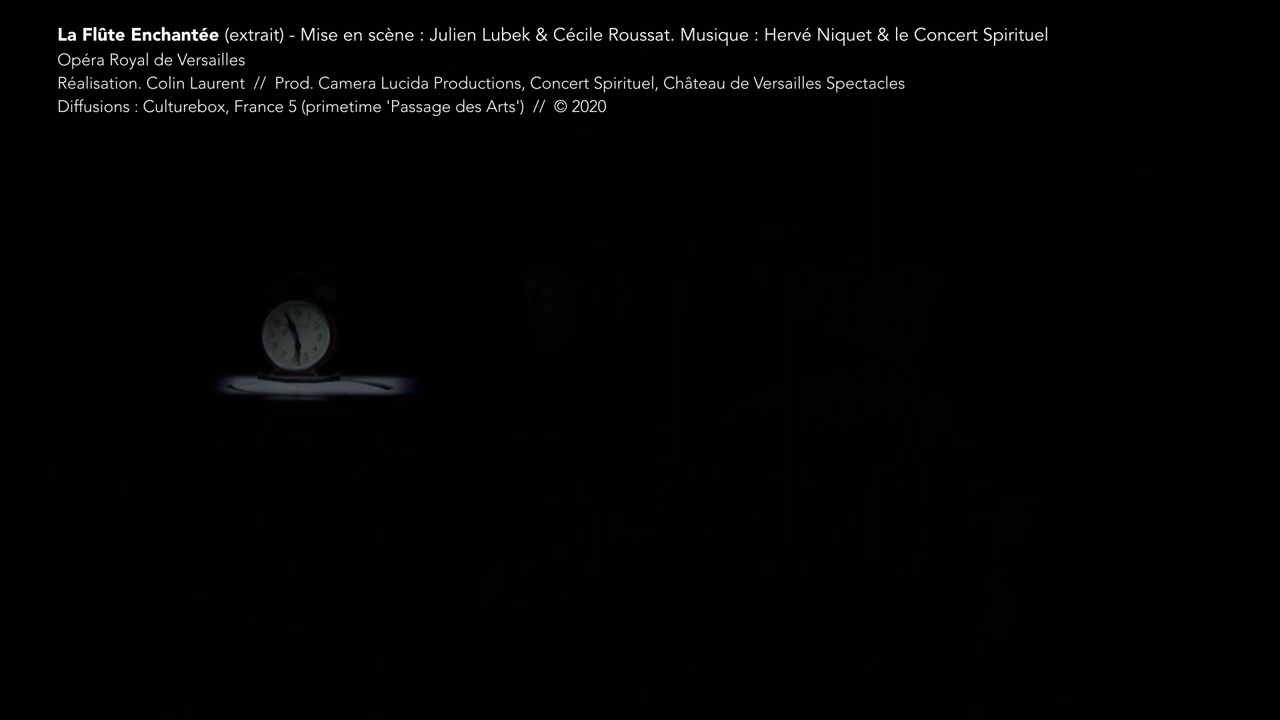 La Flûte Enchantée (extrait) - Mise en scène : Julien Lubek & Cécile Roussat. Musique : Hervé Niquet & le Concert Spirituel
Opéra Royal de Versailles
Réalisation. Colin Laurent // Prod. Camera Lucida Productions, Concert Spirituel, Château de Versailles Spectacles
Diffusions : Culturebox, France 5 (primetime 'Passage des Arts') // © 2020